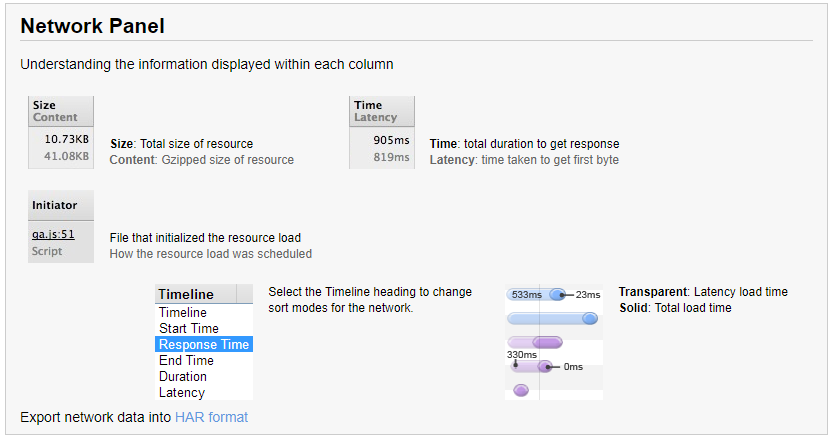 Network Panel
Understanding the information displayed within each column
Size
Content
10.73KB
41.08KB
Size: Total size of resource
Content: Gzipped size of resource
Time
Latency
905ms
819ms
Time: total duration to get response
Latency: time taken to get first byte
Initiator
ga.js:51
Script
File that initialized the resource load
How the resource load was scheduled
Timeline
Timeline
Start Time
Response Time
End Time
Duration
Latency
Select the Timeline heading to change
sort modes for the network.
533ms
23ms
330ms
0ms
Transparent: Latency load time
Solid: Total load time
Export network data into HAR format